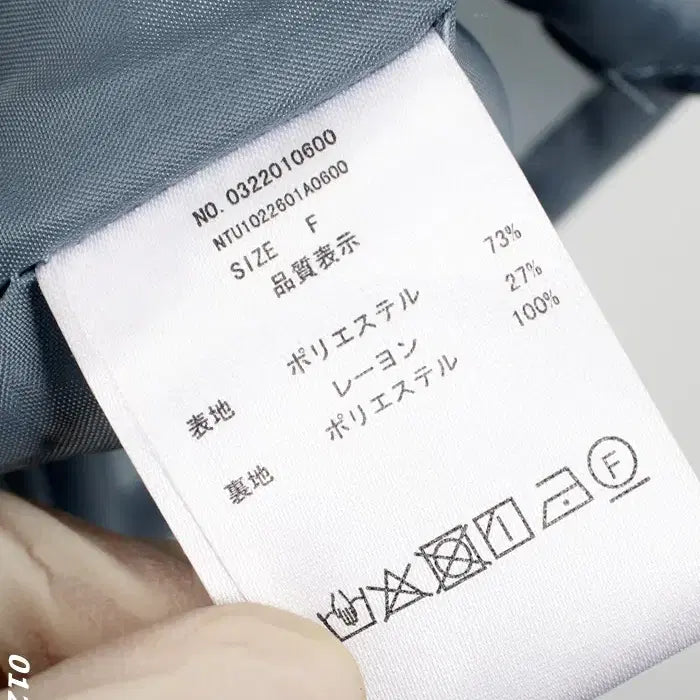 NO. 0322010600
NTU1022601A0600
SIZE F
品質表示
表地 ポリエステル 73%
レーヨン 27%
裏地 ポリエステル 100%
F